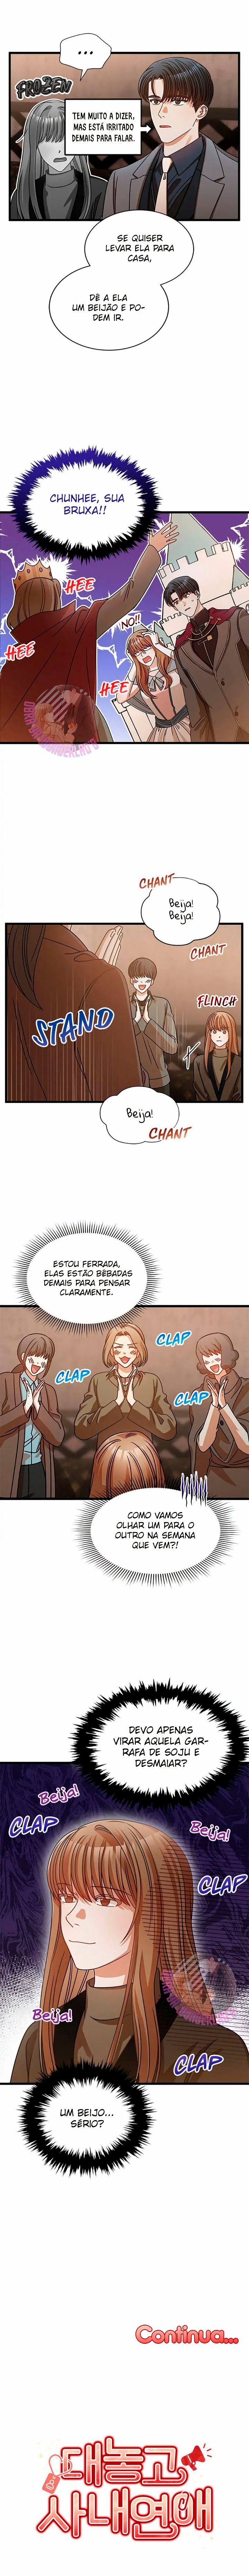 ...
FROZEN
TEM MUITO A DIZER,
MAS ESTÁ IRRITADO
DEMAIS PARA FALAR.
SE QUISER
LEVAR ELA PARA
CASA,
DÊ A ELA
UM BEIJÃO E PO-
DEM IR.
CHUNHEE, SUA
BRUXA!!
HEE
HEE
NO!!
HEE
CHANT
Beija!
Beija!
CHANT
FLINCH
STAND
Beija!
CHANT
ESTOU FERRADA,
ELAS ESTÃO BÊBADAS
DEMAIS PARA PENSAR
CLARAMENTE.
CLAP
CLAP
CLAP
COMO VAMOS
OLHAR UM PARA O
OUTRO NA SEMANA
QUE VEM?!
DEVO APENAS
VIRAR AQUELA GAR-
RAFA DE SOJU E
DESMAIAR?
Beija!
CLAP
Beija!
CLAP
Beija!
CLAP
UM BEIJO...
SÉRIO?
Continua...
대놓고
사내연애